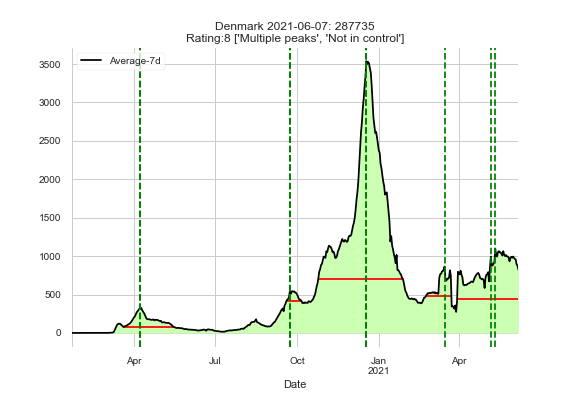 Denmark 2021-06-07: 287735
Rating:8 ['Multiple peaks', 'Not in control']
Average-7d
3500
3000
2500
2000
1500
1000
500
0
Apr Jul Oct Jan Apr
2021
Date